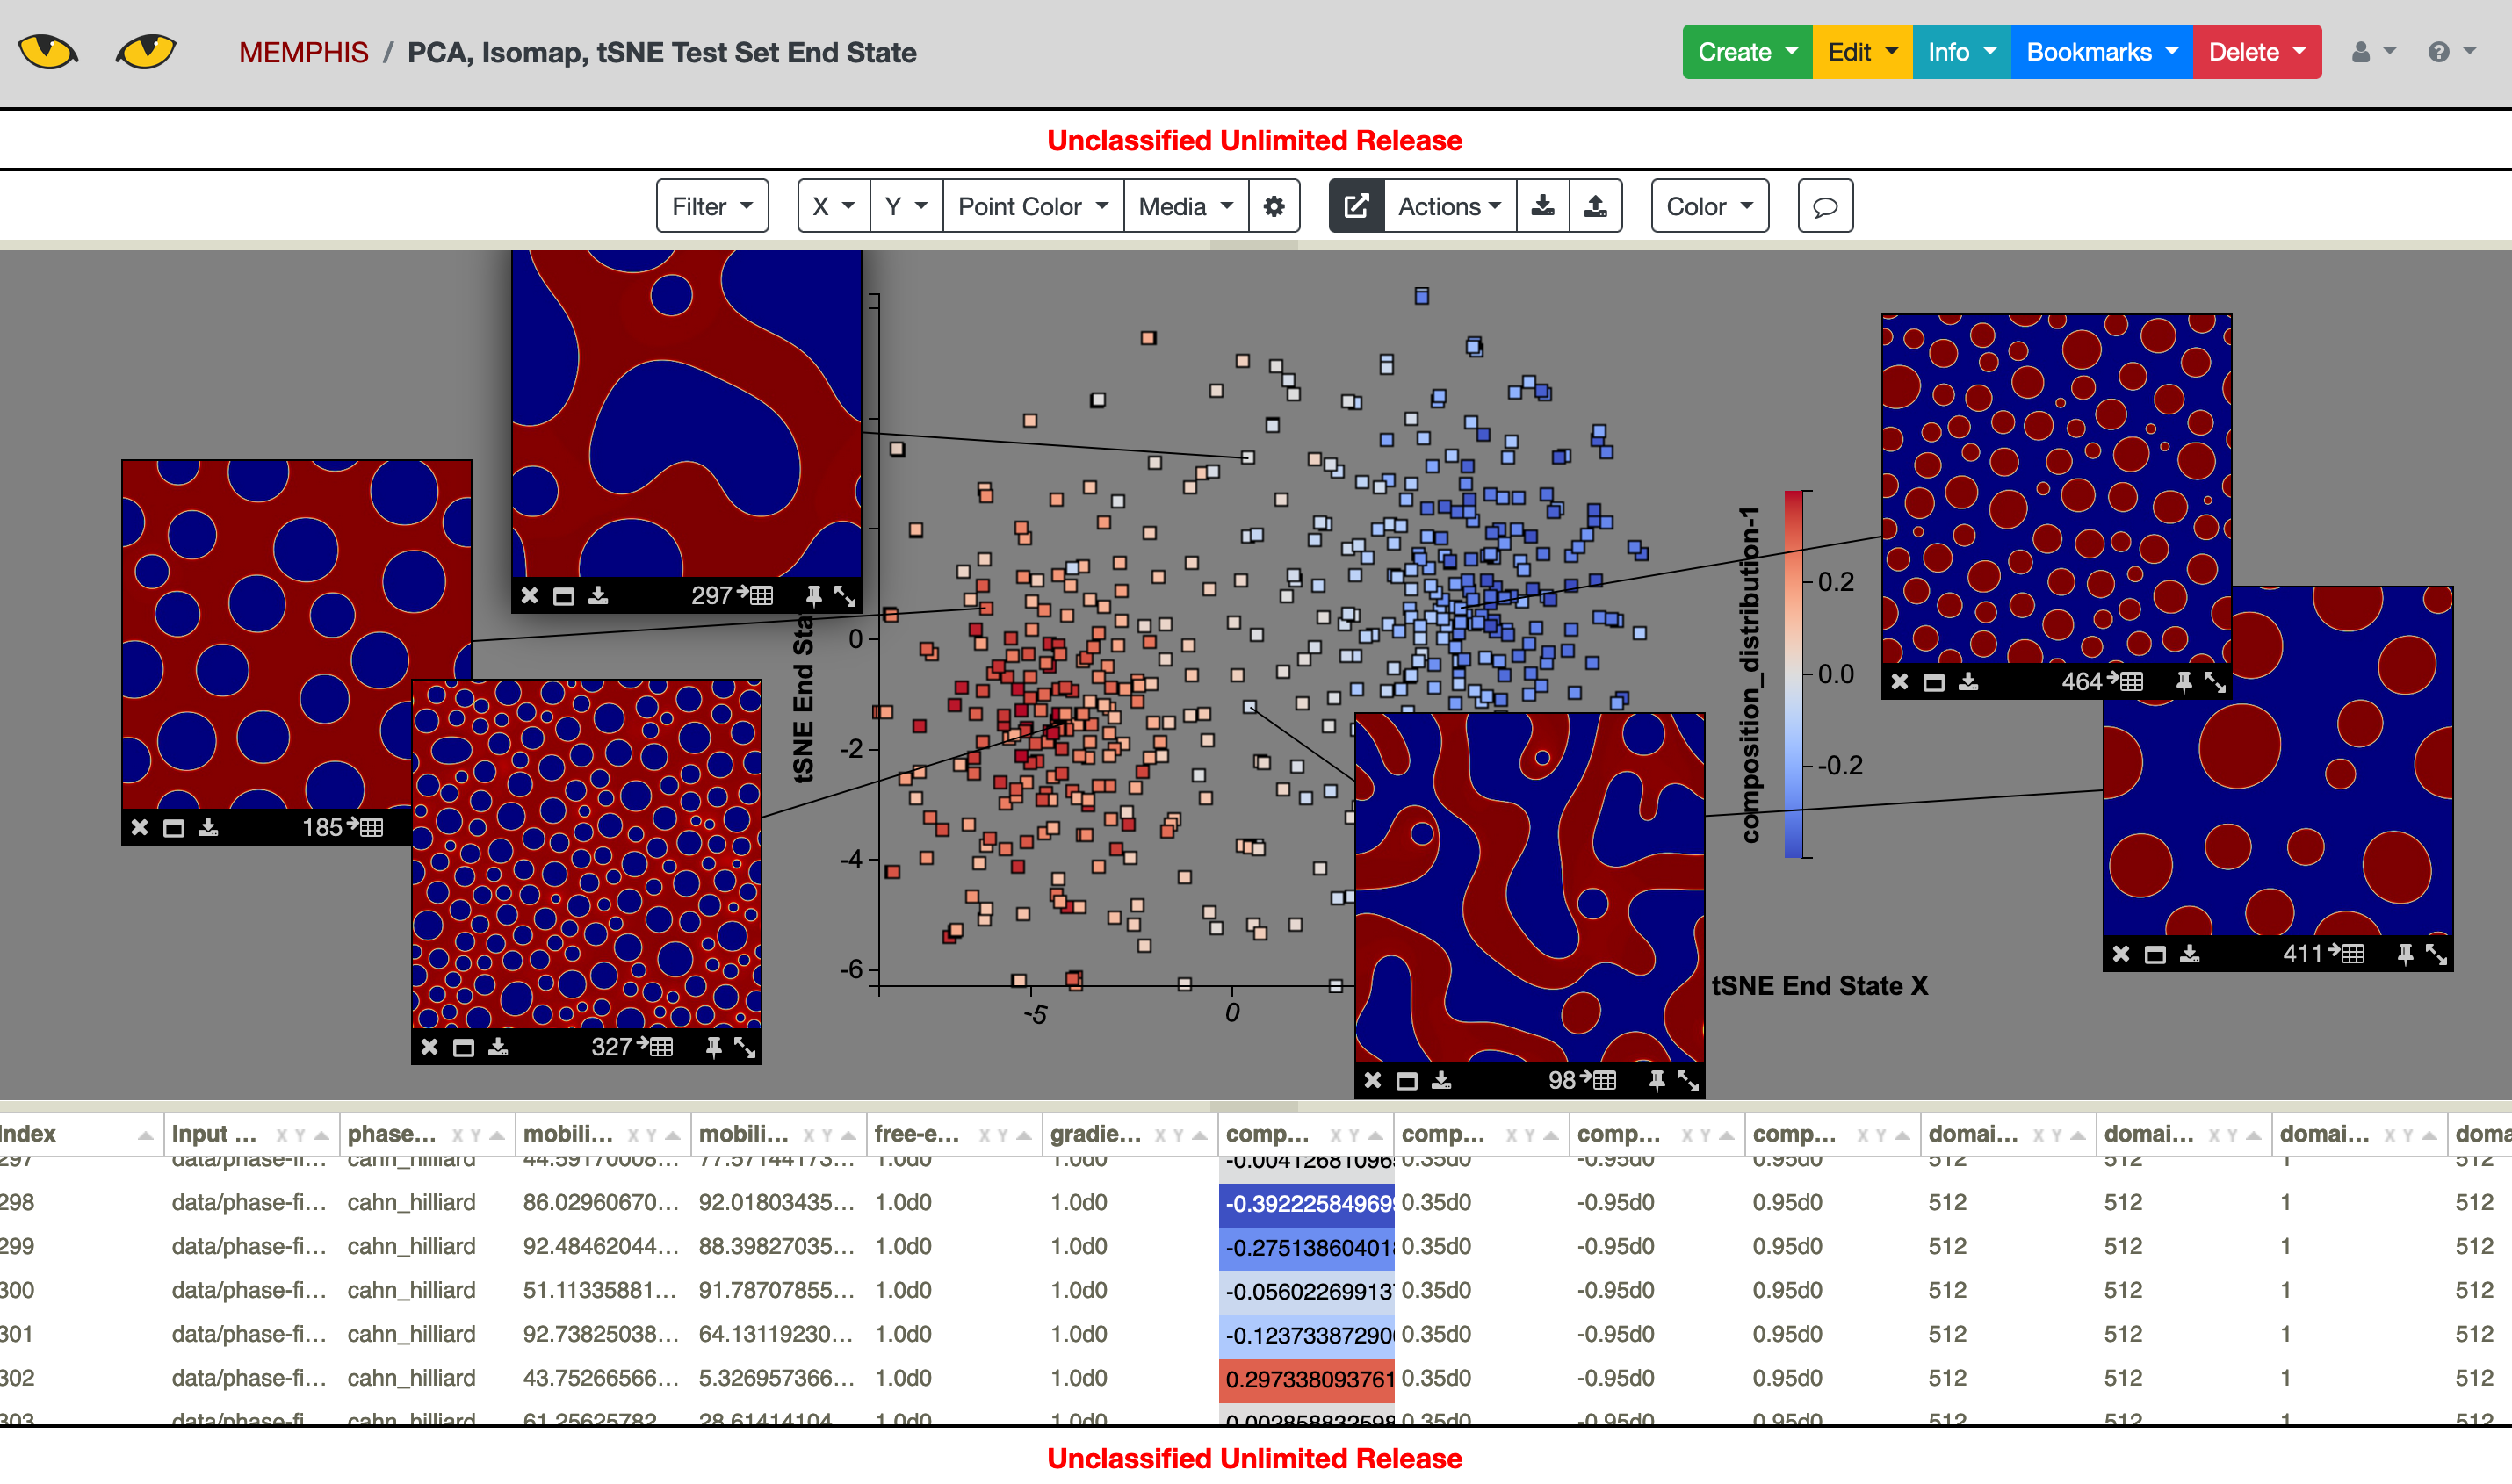 MEMPHIS / PCA, Isomap, tSNE Test Set End State
Create Edit Info Bookmarks Delete
Unclassified Unlimited Release
Filter X Y Point Color Media Actions Color
297
185
327
464
411
98
tSNE End Sta
0
-2
-4
-6
-5 0
tSNE End State X
composition_distribution-1
0.2
0.0
-0.2
Index Input ... phase... mobili... mobili... free-e... gradie... comp... comp... comp... comp... domai... domai... domai... doma
297 data/phase-fi... cahn_hilliard 44.59170008... 77.57144173... 1.0d0 1.0d0 -0.004126810969 0.35d0 -0.95d0 0.95d0 512 512 1 512
298 data/phase-fi... cahn_hilliard 86.02960670... 92.01803435... 1.0d0 1.0d0 -0.39222584969 0.35d0 -0.95d0 0.95d0 512 512 1 512
299 data/phase-fi... cahn_hilliard 92.48462044... 88.39827035... 1.0d0 1.0d0 -0.27513860401 0.35d0 -0.95d0 0.95d0 512 512 1 512
300 data/phase-fi... cahn_hilliard 51.11335881... 91.78707855... 1.0d0 1.0d0 -0.05602269913 0.35d0 -0.95d0 0.95d0 512 512 1 512
301 data/phase-fi... cahn_hilliard 92.73825038... 64.13119230... 1.0d0 1.0d0 -0.12373387290 0.35d0 -0.95d0 0.95d0 512 512 1 512
302 data/phase-fi... cahn_hilliard 43.75266566... 5.326957366... 1.0d0 1.0d0 0.297338093761 0.35d0 -0.95d0 0.95d0 512 512 1 512
303 data/phase-fi... cahn_hilliard 61.25625782 28.61414104 1.0d0 1.0d0 0.002858832598 0.35d0 -0.95d0 0.95d0 512 512 1 512
Unclassified Unlimited Release